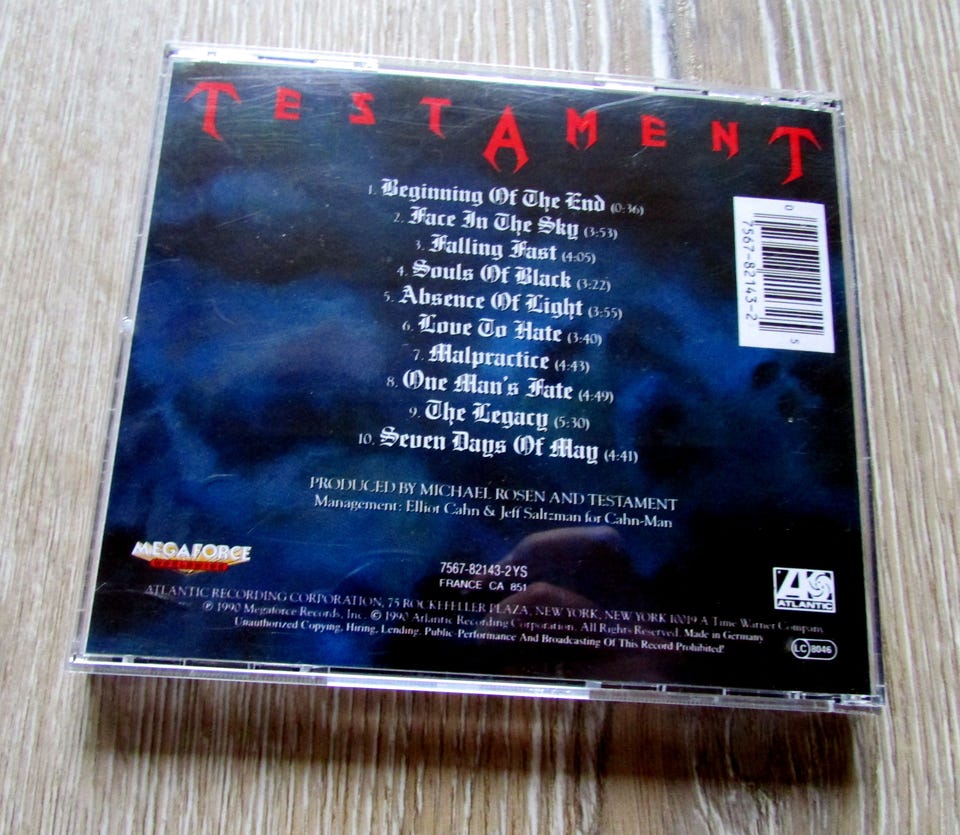 TESTAMENT
1. Beginning Of The End (0:36)
2. Face In The Sky (3:53)
3. Falling Fast (4:05)
4. Souls Of Black (3:22)
5. Absence Of Light (3:55)
6. Love To Hate (3:40)
7. Malpractice (4:43)
8. One Man's Fate (4:49)
9. The Legacy (5:30)
10. Seven Days Of May (4:41)
0 7567-82143-2 5
PRODUCED BY MICHAEL ROSEN AND TESTAMENT
Management: Elliot Cahn & Jeff Saltzman for Cahn-Man
MEGAFORCE
7567-82143-2YS
FRANCE CA 851
ATLANTIC
ATLANTIC RECORDING CORPORATION, 75 ROCKEFELLER PLAZA, NEW YORK, NEW YORK 10019 A Time Warner Company
℗ 1990 Megaforce Records, Inc. © 1990 Atlantic Recording Corporation. All Rights Reserved. Made in Germany
Unauthorized Copying, Hiring, Lending, Public Performance And Broadcasting Of This Record Prohibited
LC 8046